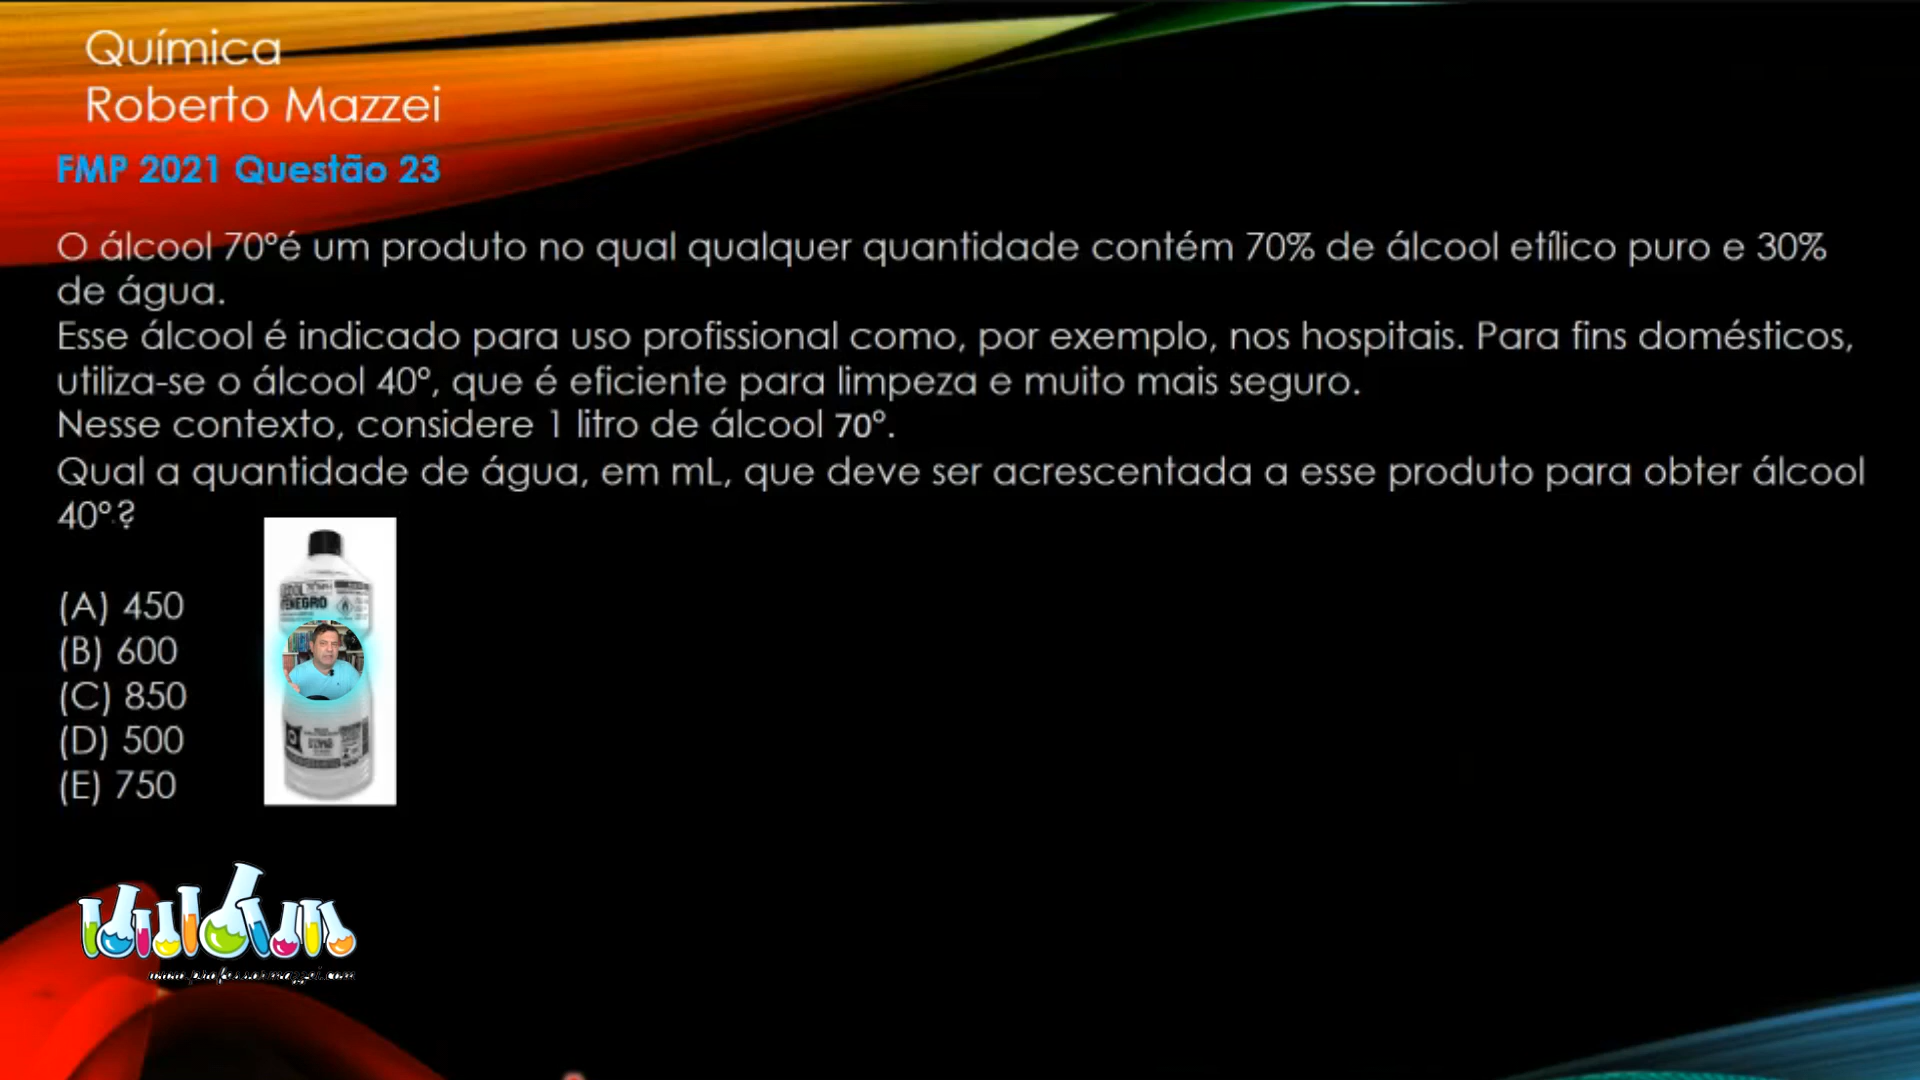 Química
Roberto Mazzei
FMP 2021 Questão 23
O álcool 70°é um produto no qual qualquer quantidade contém 70% de álcool etílico puro e 30%
de água.
Esse álcool é indicado para uso profissional como, por exemplo, nos hospitais. Para fins domésticos,
utiliza-se o álcool 40°, que é eficiente para limpeza e muito mais seguro.
Nesse contexto, considere 1 litro de álcool 70°.
Qual a quantidade de água, em mL, que deve ser acrescentada a esse produto para obter álcool
40°?
(A) 450
(B) 600
(C) 850
(D) 500
(E) 750
www.professormazzei.com